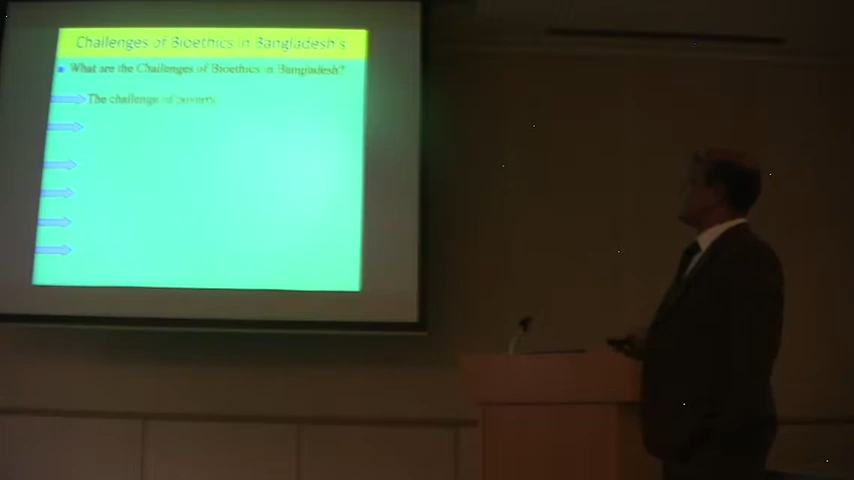 Challenges of Bioethics in Bangladesh's
What are the Challenges of Bioethics in Bangladesh?
The challenge of poverty